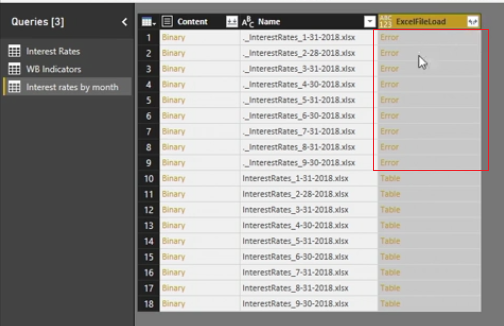 Queries [3]
Interest Rates
WB Indicators
Interest rates by month
Content ABC Name ABC 123 ExcelFileLoad
1 Binary ._InterestRates_1-31-2018.xlsx Error
2 Binary ._InterestRates_2-28-2018.xlsx Error
3 Binary ._InterestRates_3-31-2018.xlsx Error
4 Binary ._InterestRates_4-30-2018.xlsx Error
5 Binary ._InterestRates_5-31-2018.xlsx Error
6 Binary ._InterestRates_6-30-2018.xlsx Error
7 Binary ._InterestRates_7-31-2018.xlsx Error
8 Binary ._InterestRates_8-31-2018.xlsx Error
9 Binary ._InterestRates_9-30-2018.xlsx Error
10 Binary InterestRates_1-31-2018.xlsx Table
11 Binary InterestRates_2-28-2018.xlsx Table
12 Binary InterestRates_3-31-2018.xlsx Table
13 Binary InterestRates_4-30-2018.xlsx Table
14 Binary InterestRates_5-31-2018.xlsx Table
15 Binary InterestRates_6-30-2018.xlsx Table
16 Binary InterestRates_7-31-2018.xlsx Table
17 Binary InterestRates_8-31-2018.xlsx Table
18 Binary InterestRates_9-30-2018.xlsx Table